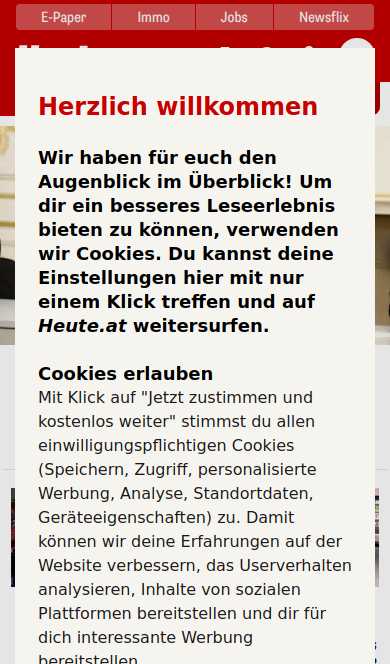 E-Paper Immo Jobs Newsflix
Herzlich willkommen
Wir haben für euch den
Augenblick im Überblick! Um
dir ein besseres Leseerlebnis
bieten zu können, verwenden
wir Cookies. Du kannst deine
Einstellungen hier mit nur
einem Klick treffen und auf
Heute.at weitersurfen.
Cookies erlauben
Mit Klick auf "Jetzt zustimmen und
kostenlos weiter" stimmst du allen
einwilligungspflichtigen Cookies
(Speichern, Zugriff, personalisierte
Werbung, Analyse, Standortdaten,
Geräteeigenschaften) zu. Damit
können wir deine Erfahrungen auf der
Website verbessern, das Userverhalten
analysieren, Inhalte von sozialen
Plattformen bereitstellen und dir für
dich interessante Werbung
bereitstellen